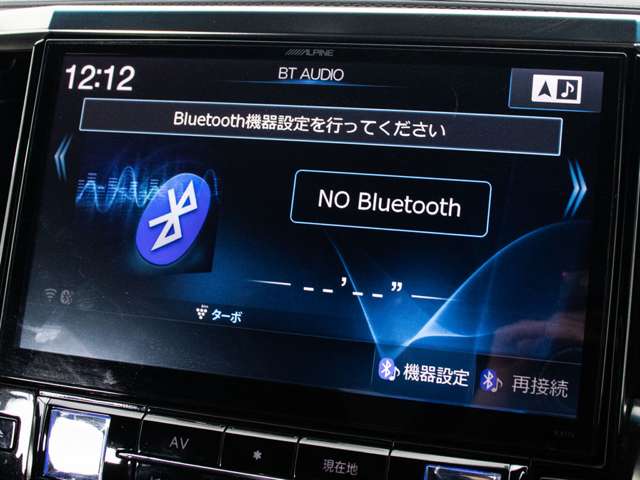 ALPINE
12:12
BT AUDIO
Bluetooth機器設定を行ってください
NO Bluetooth
_ _ ' _ _ "
ターボ
機器設定
再接続
AV
*
現在地